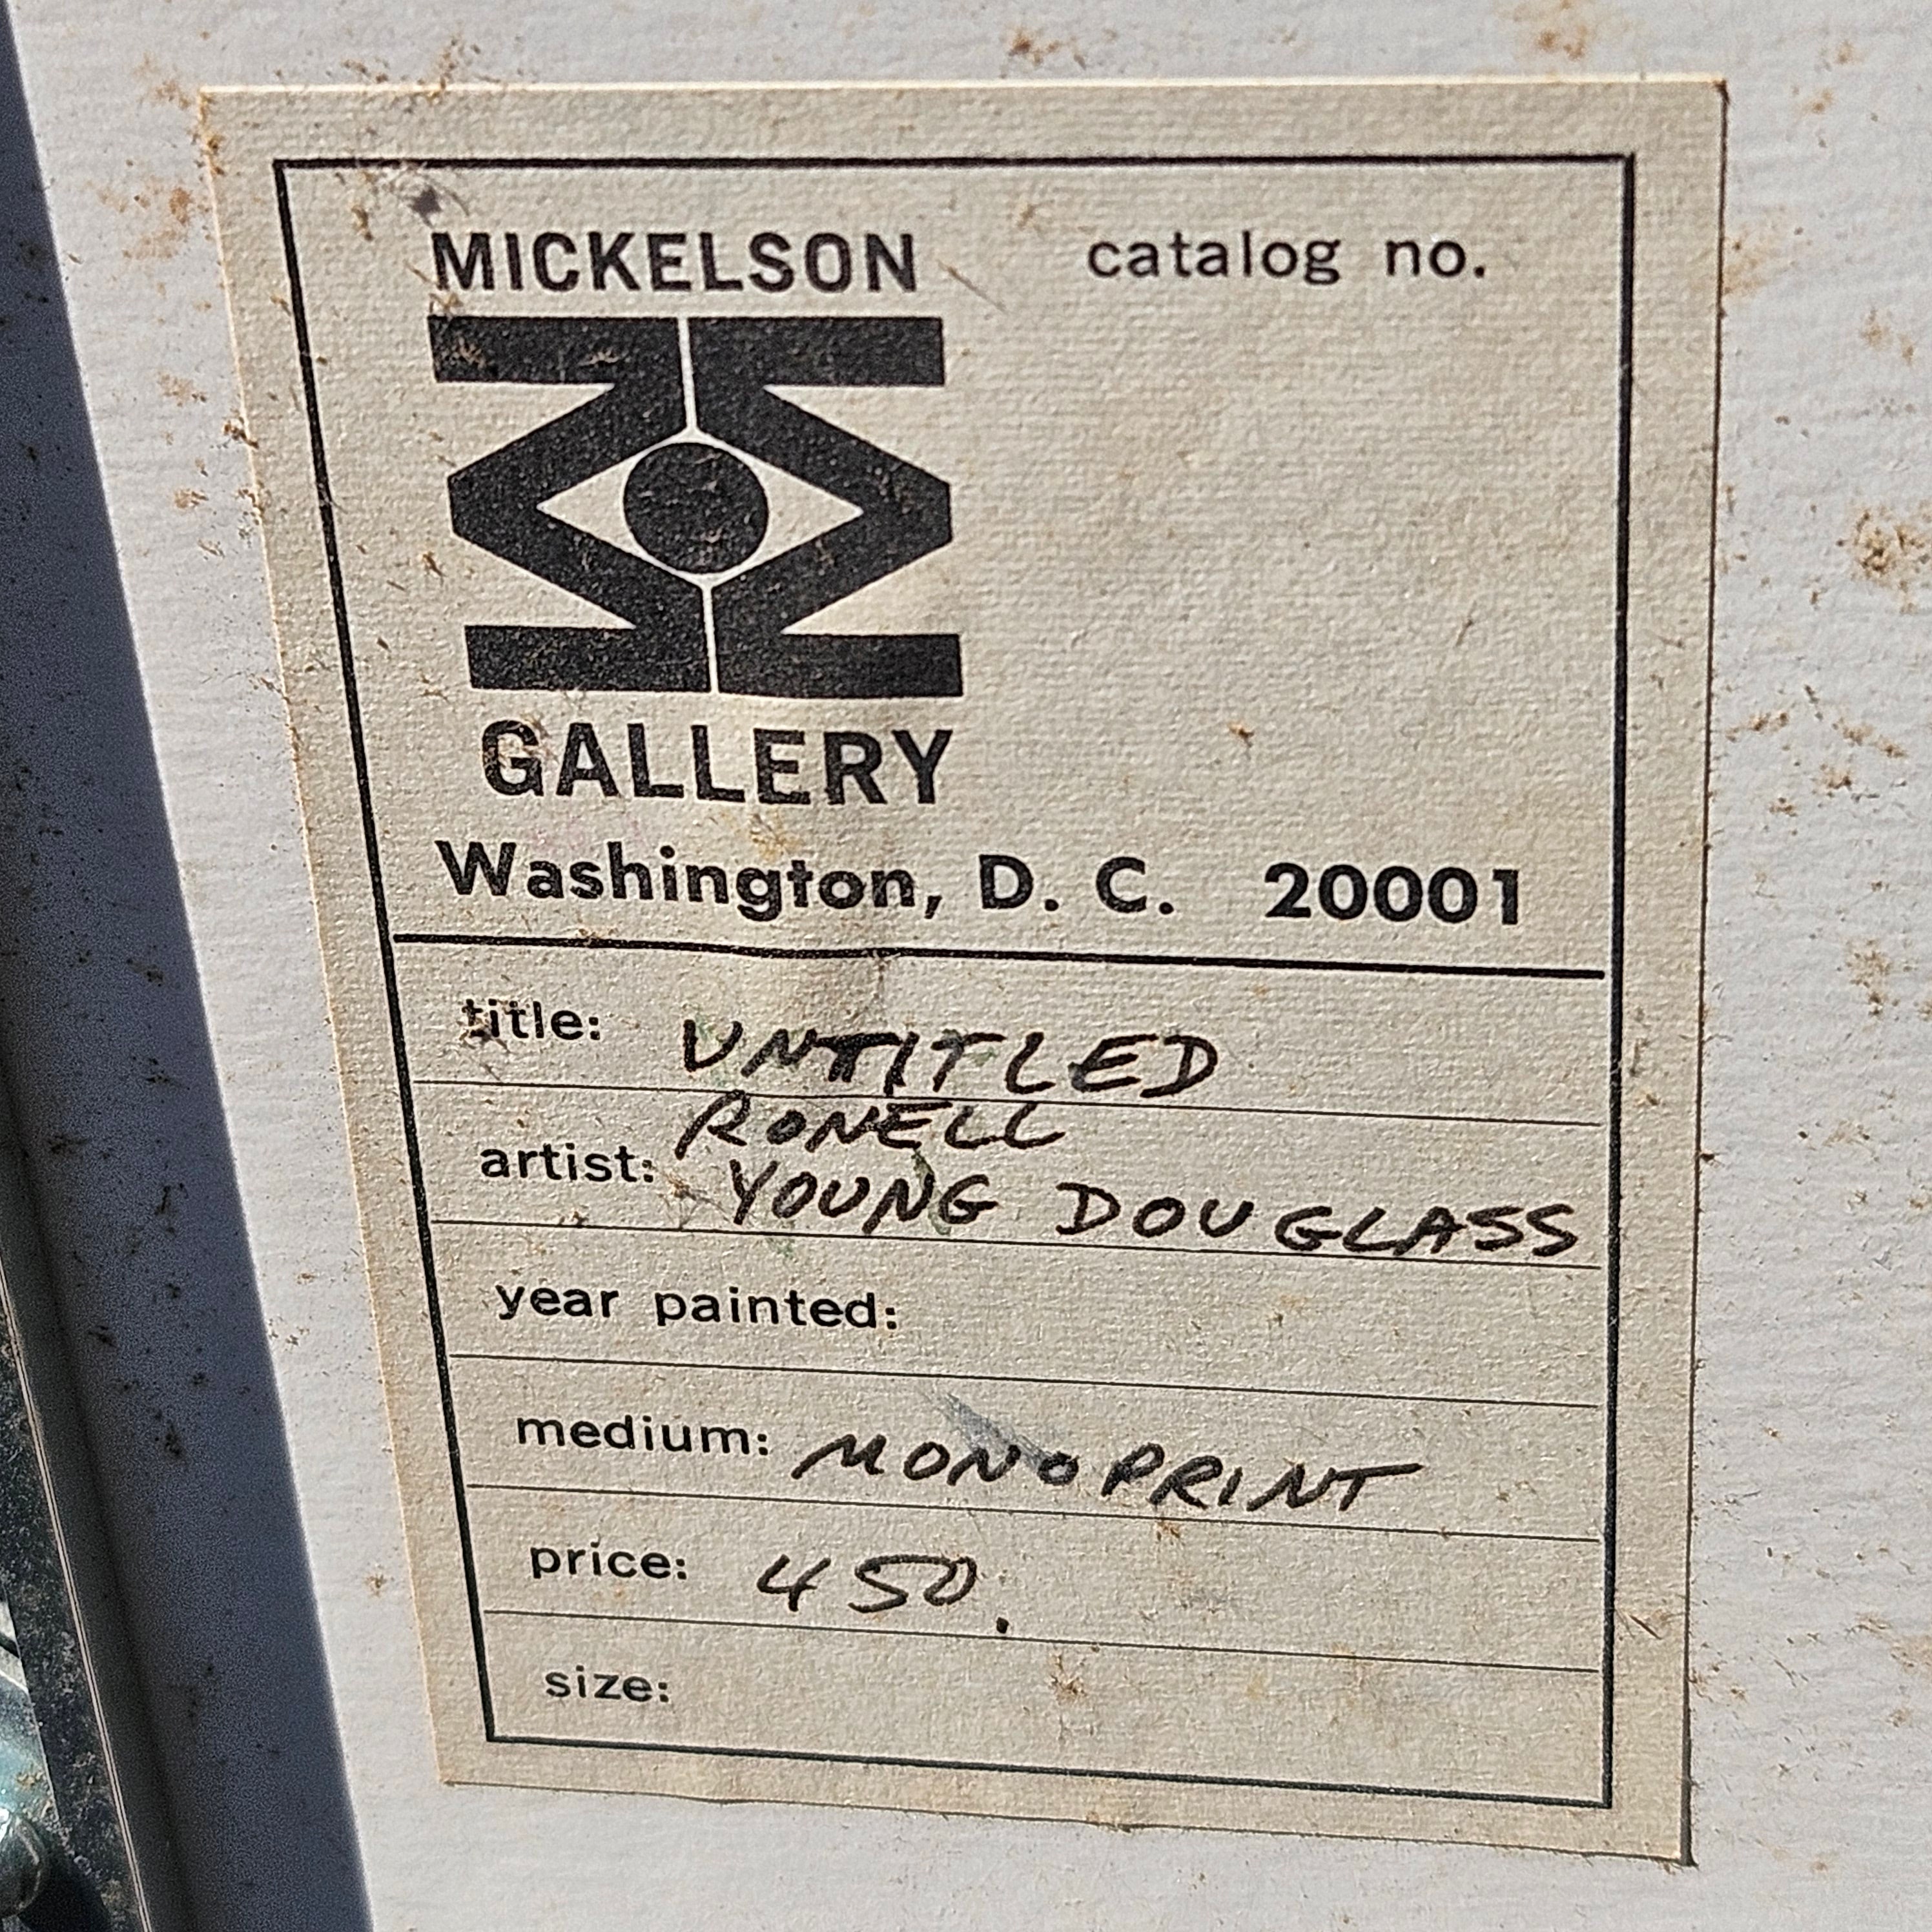 MICKELSON catalog no.
GALLERY
Washington, D. C. 20001
title: UNTITLED
RONELL
artist: YOUNG DOUGLASS
year painted:
medium: MONOPRINT
price: 450.
size: